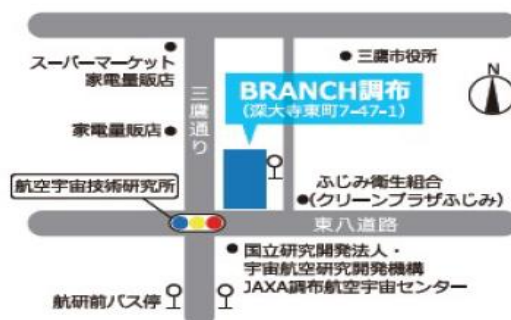 スーパーマーケット
家電量販店
三鷹市役所
N
BRANCH調布
(深大寺東町7-47-1)
三鷹通り
家電量販店
航空宇宙技術研究所
ふじみ衛生組合
(クリーンプラザふじみ)
東八道路
国立研究開発法人・
宇宙航空研究開発機構
JAXA調布航空宇宙センター
航研前バス停